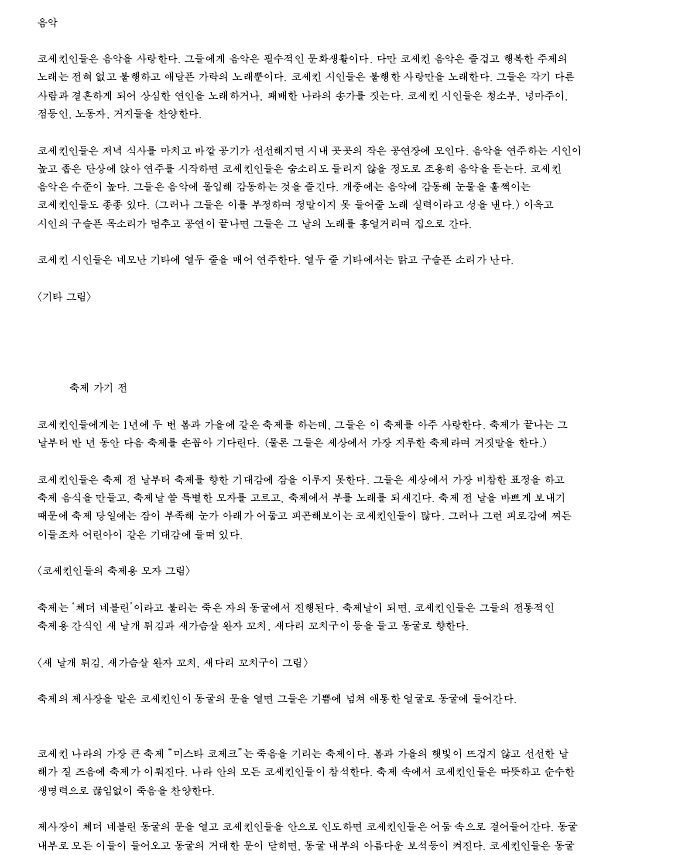 음악
코세킨인들은 음악을 사랑한다. 그들에게 음악은 필수적인 문화생활이다. 다만 코세킨 음악은 즐겁고 행복한 주제의
노래는 전혀 없고 불행하고 애달픈 가락의 노래뿐이다. 코세킨 시인들은 불행한 사랑만을 노래한다. 그들은 각기 다른
사람과 결혼하게 되어 상심한 연인을 노래하거나, 패배한 나라의 송가를 짓는다. 코세킨 시인들은 청소부, 넝마주이,
점등인, 노동자, 거지들을 찬양한다.
코세킨인들은 저녁 식사를 마치고 바깥 공기가 선선해지면 시내 곳곳의 작은 공연장에 모인다. 음악을 연주하는 시인이
높고 좁은 단상에 앉아 연주를 시작하면 코세킨인들은 숨소리도 들리지 않을 정도로 조용히 음악을 듣는다. 코세킨
음악은 수준이 높다. 그들은 음악에 몰입해 감동하는 것을 즐긴다. 개중에는 음악에 감동해 눈물을 훌쩍이는
코세킨인들도 종종 있다. (그러나 그들은 이를 부정하며 정말이지 못 들어줄 노래 실력이라고 성을 낸다.) 이윽고
시인의 구슬픈 목소리가 멈추고 공연이 끝나면 그들은 그 날의 노래를 흥얼거리며 집으로 간다.
코세킨 시인들은 네모난 기타에 열두 줄을 매어 연주한다. 열두 줄 기타에서는 맑고 구슬픈 소리가 난다.
<기타 그림>
축제 가기 전
코세킨인들에게는 1년에 두 번 봄과 가을에 같은 축제를 하는데, 그들은 이 축제를 아주 사랑한다. 축제가 끝나는 그
날부터 반 년 동안 다음 축제를 손꼽아 기다린다. (물론 그들은 세상에서 가장 지루한 축제라며 거짓말을 한다.)
코세킨인들은 축제 전 날부터 축제를 향한 기대감에 잠을 이루지 못한다. 그들은 세상에서 가장 비참한 표정을 하고
축제 음식을 만들고, 축제날 쓸 특별한 모자를 고르고, 축제에서 부를 노래를 되새긴다. 축제 전 날을 바쁘게 보내기
때문에 축제 당일에는 잠이 부족해 눈가 아래가 어둡고 피곤해보이는 코세킨인들이 많다. 그러나 그런 피로감에 쩌든
이들조차 어린아이 같은 기대감에 들떠 있다.
<코세킨인들의 축제용 모자 그림>
축제는 '체더 네블린'이라고 불리는 죽은 자의 동굴에서 진행된다. 축제날이 되면, 코세킨인들은 그들의 전통적인
축제용 간식인 새 날개 튀김과 새가슴살 완자 꼬치, 새다리 꼬치구이 등을 들고 동굴로 향한다.
<새 날개 튀김, 새가슴살 완자 꼬치, 새다리 꼬치구이 그림>
축제의 제사장을 맡은 코세킨인이 동굴의 문을 열면 그들은 기쁨에 넘쳐 애통한 얼굴로 동굴에 들어간다.
코세킨 나라의 가장 큰 축제 "미스타 코제크"는 죽음을 기리는 축제이다. 봄과 가을의 햇빛이 뜨겁지 않고 선선한 날
해가 질 즈음에 축제가 이뤄진다. 나라 안의 모든 코세킨인들이 참석한다. 축제 속에서 코세킨인들은 따뜻하고 순수한
생명력으로 끊임없이 죽음을 찬양한다.
제사장이 체더 네블린 동굴의 문을 열고 코세킨인들을 안으로 인도하면 코세킨인들은 어둠 속으로 걸어들어간다. 동굴
내부로 모든 이들이 들어오고 동굴의 거대한 문이 닫히면, 동굴 내부의 아름다운 보석등이 켜진다. 코세킨인들은 동굴